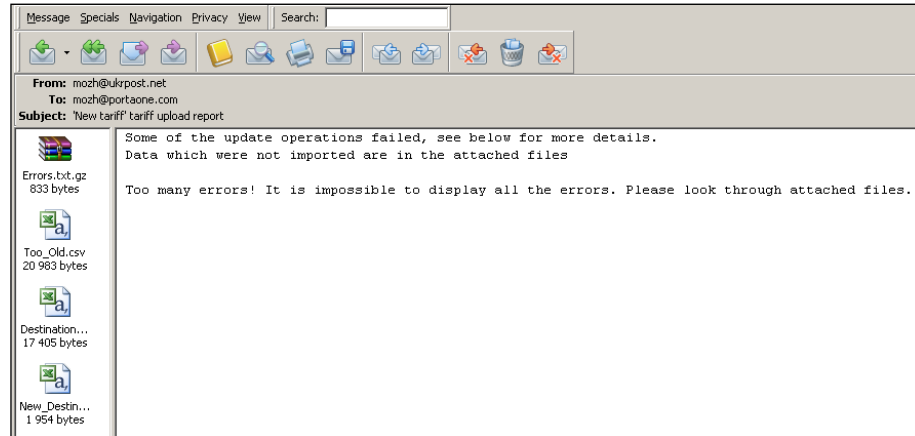 Message Specials Navigation Privacy View Search:
From: mozh@ukrpost.net
To: mozh@portaone.com
Subject: 'New tariff' tariff upload report
Errors.txt.gz
833 bytes
Too_Old.csv
20 983 bytes
Destination...
17 405 bytes
New_Destin...
1 954 bytes
Some of the update operations failed, see below for more details.
Data which were not imported are in the attached files
Too many errors! It is impossible to display all the errors. Please look through attached files.